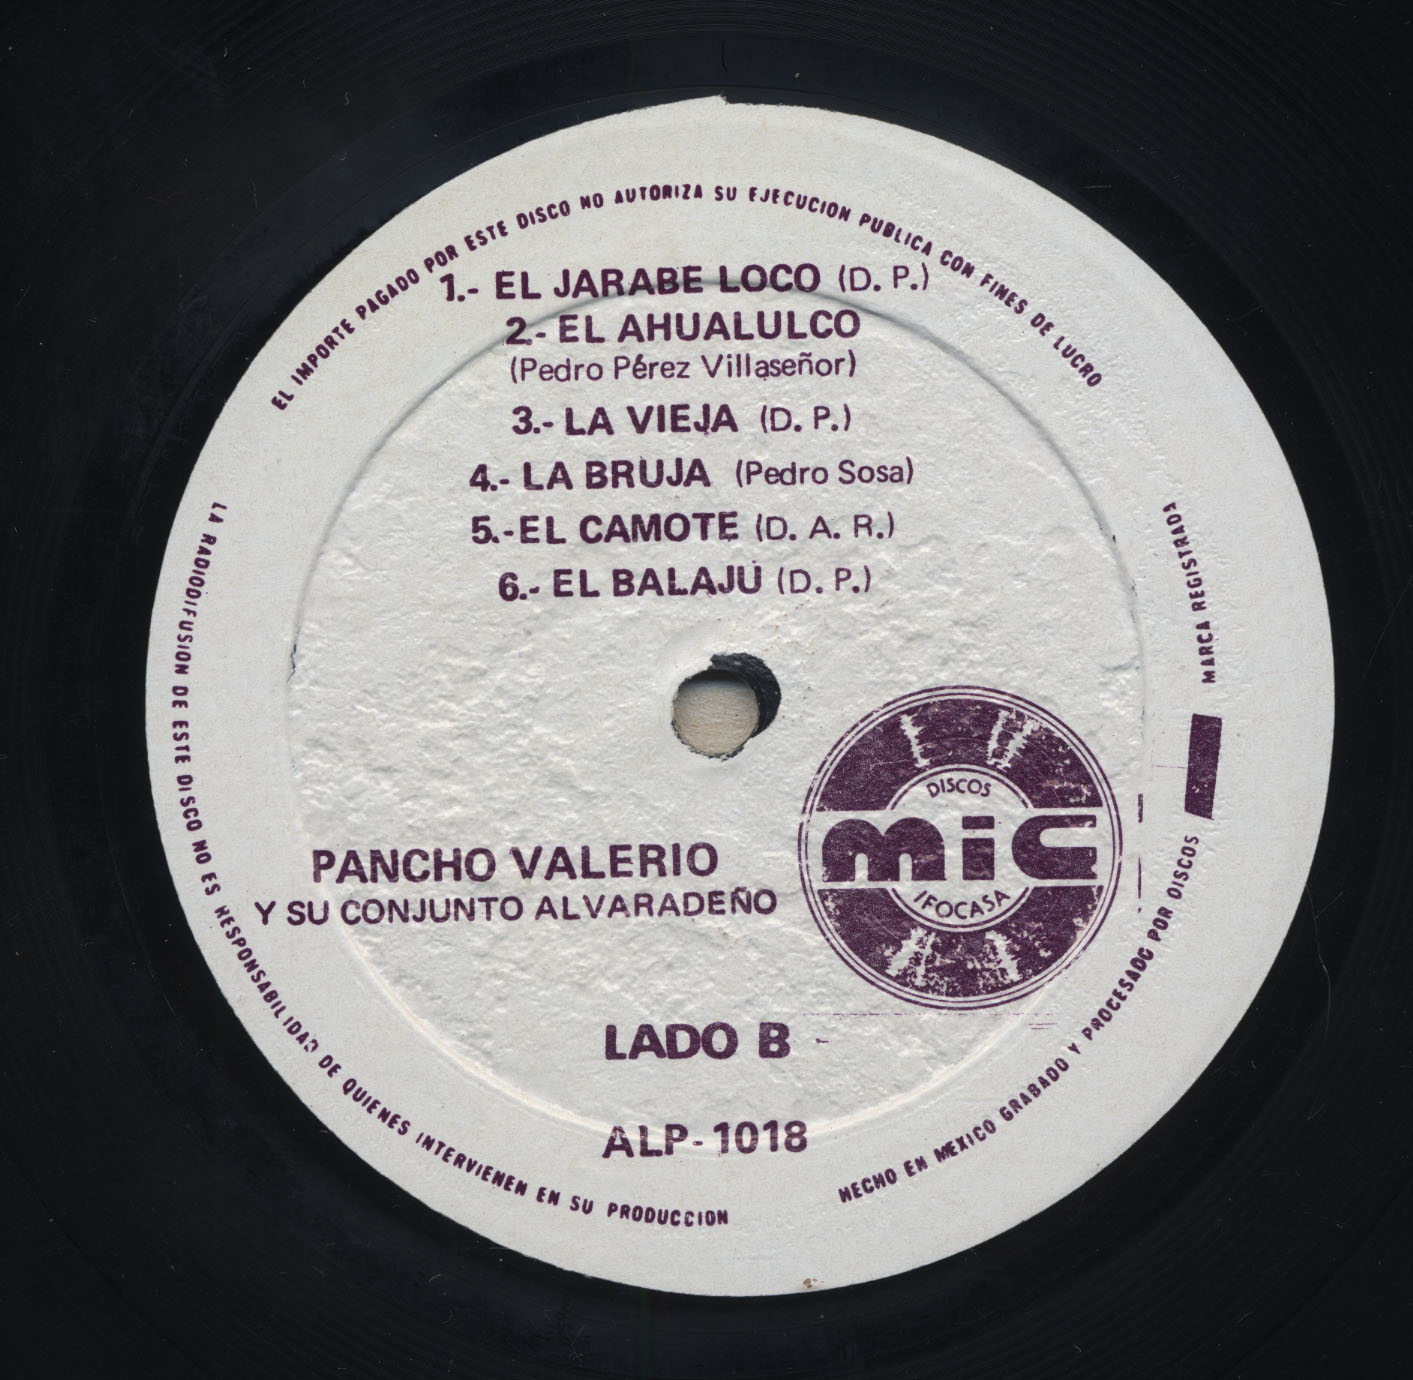 EL IMPORTE PAGADO POR ESTE DISCO NO AUTORIZA SU EJECUCION PUBLICA CON FINES DE LUCRO
1.- EL JARABE LOCO (D. P.)
2.- EL AHUALULCO
(Pedro Pérez Villaseñor)
3.- LA VIEJA (D. P.)
4.- LA BRUJA (Pedro Sosa)
5.-EL CAMOTE (D. A. R.)
6.- EL BALAJÚ (D. P.)
PANCHO VALERIO
Y SU CONJUNTO ALVARADEÑO
DISCOS
mic
IFOCASA
LADO B
ALP-1018
LA RADIODIFUSION DE ESTE DISCO NO ES RESPONSABILIDAD DE QUIENES INTERVIENEN EN SU PRODUCCION
HECHO EN MEXICO GRABADO Y PROCESADO POR DISCOS
MARCA REGISTRADA